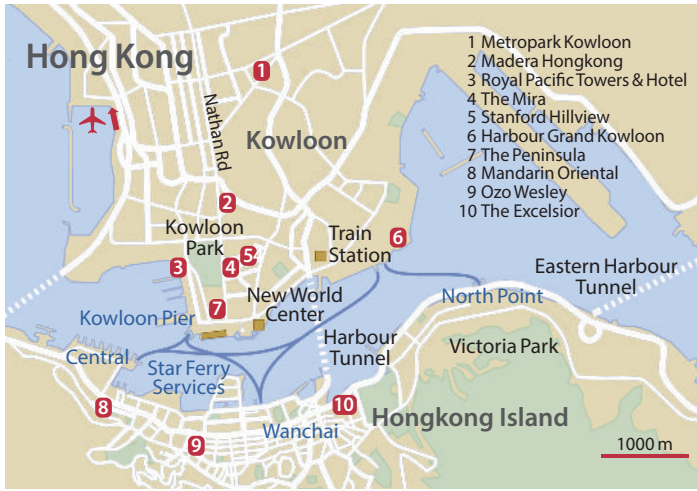 Hong Kong
1 Metropark Kowloon
2 Madera Hongkong
3 Royal Pacific Towers & Hotel
4 The Mira
5 Stanford Hillview
6 Harbour Grand Kowloon
7 The Peninsula
8 Mandarin Oriental
9 Ozo Wesley
10 The Excelsior
1
Nathan Rd
Kowloon
2
Kowloon
Park
Train
Station
6
3
4
54
Eastern Harbour
Tunnel
New World
Center
North Point
7
Kowloon Pier
Harbour
Tunnel
Victoria Park
Central
Star Ferry
Services
8
10
Hongkong Island
Wanchai
9
1000 m